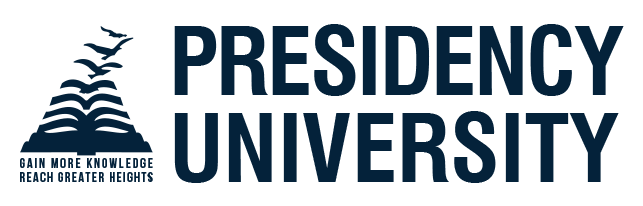 PRESIDENCY
UNIVERSITY
GAIN MORE KNOWLEDGE
REACH GREATER HEIGHTS